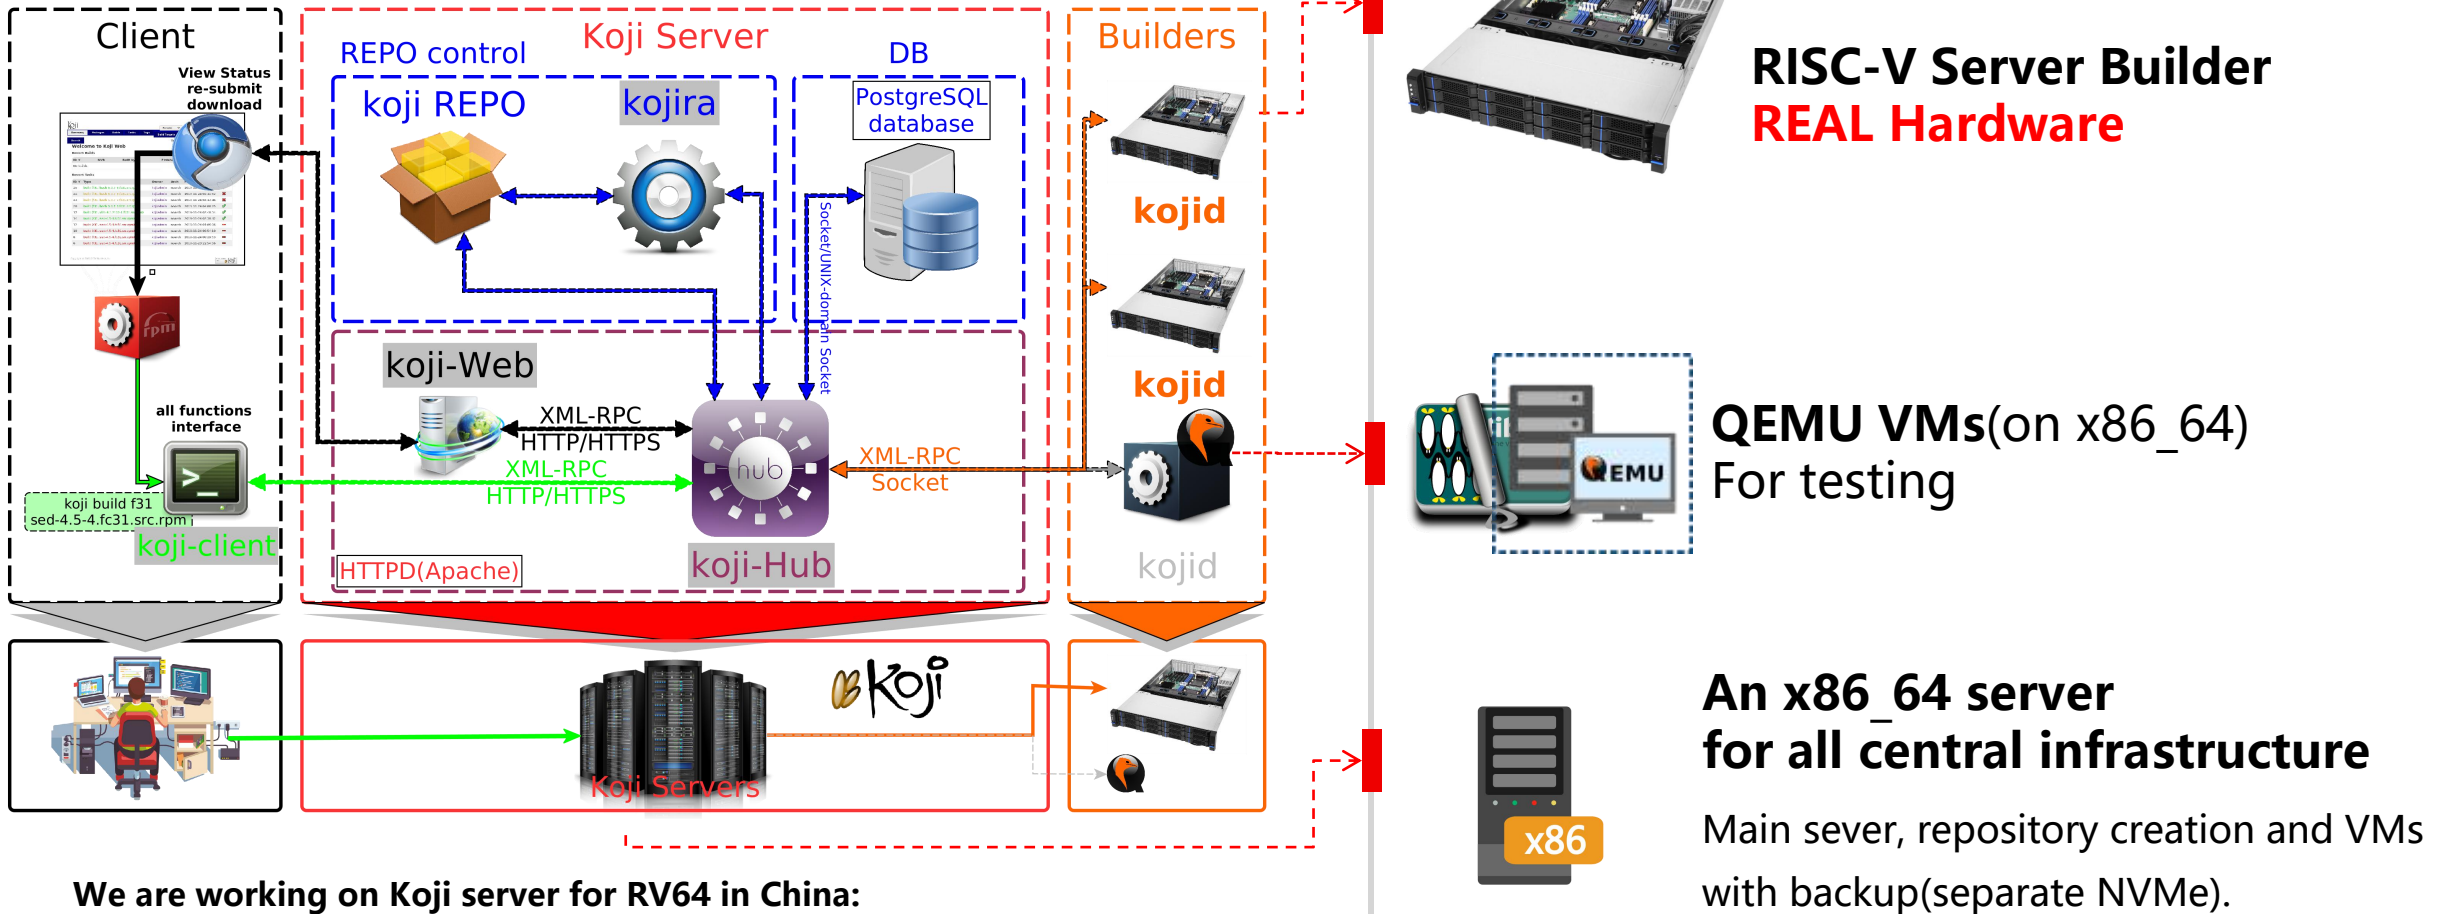 Client
View Status
re-submit
download
Welcome to Koji Web
rpm
all functions
interface
>_
koji build f31
sed-4.5-4.fc31.src.rpm
koji-client
Koji Server
REPO control
koji REPO
kojira
DB
PostgreSQL
database
Socket/UNIX-domain Socket
koji-Web
XML-RPC
HTTP/HTTPS
XML-RPC
HTTP/HTTPS
hub
koji-Hub
HTTPD(Apache)
XML-RPC
Socket
Builders
kojid
kojid
kojid
Koji
Koji Servers
RISC-V Server Builder
REAL Hardware
QEMU
QEMU VMs(on x86_64)
For testing
x86
An x86_64 server
for all central infrastructure
Main sever, repository creation and VMs
with backup(separate NVMe).
We are working on Koji server for RV64 in China: